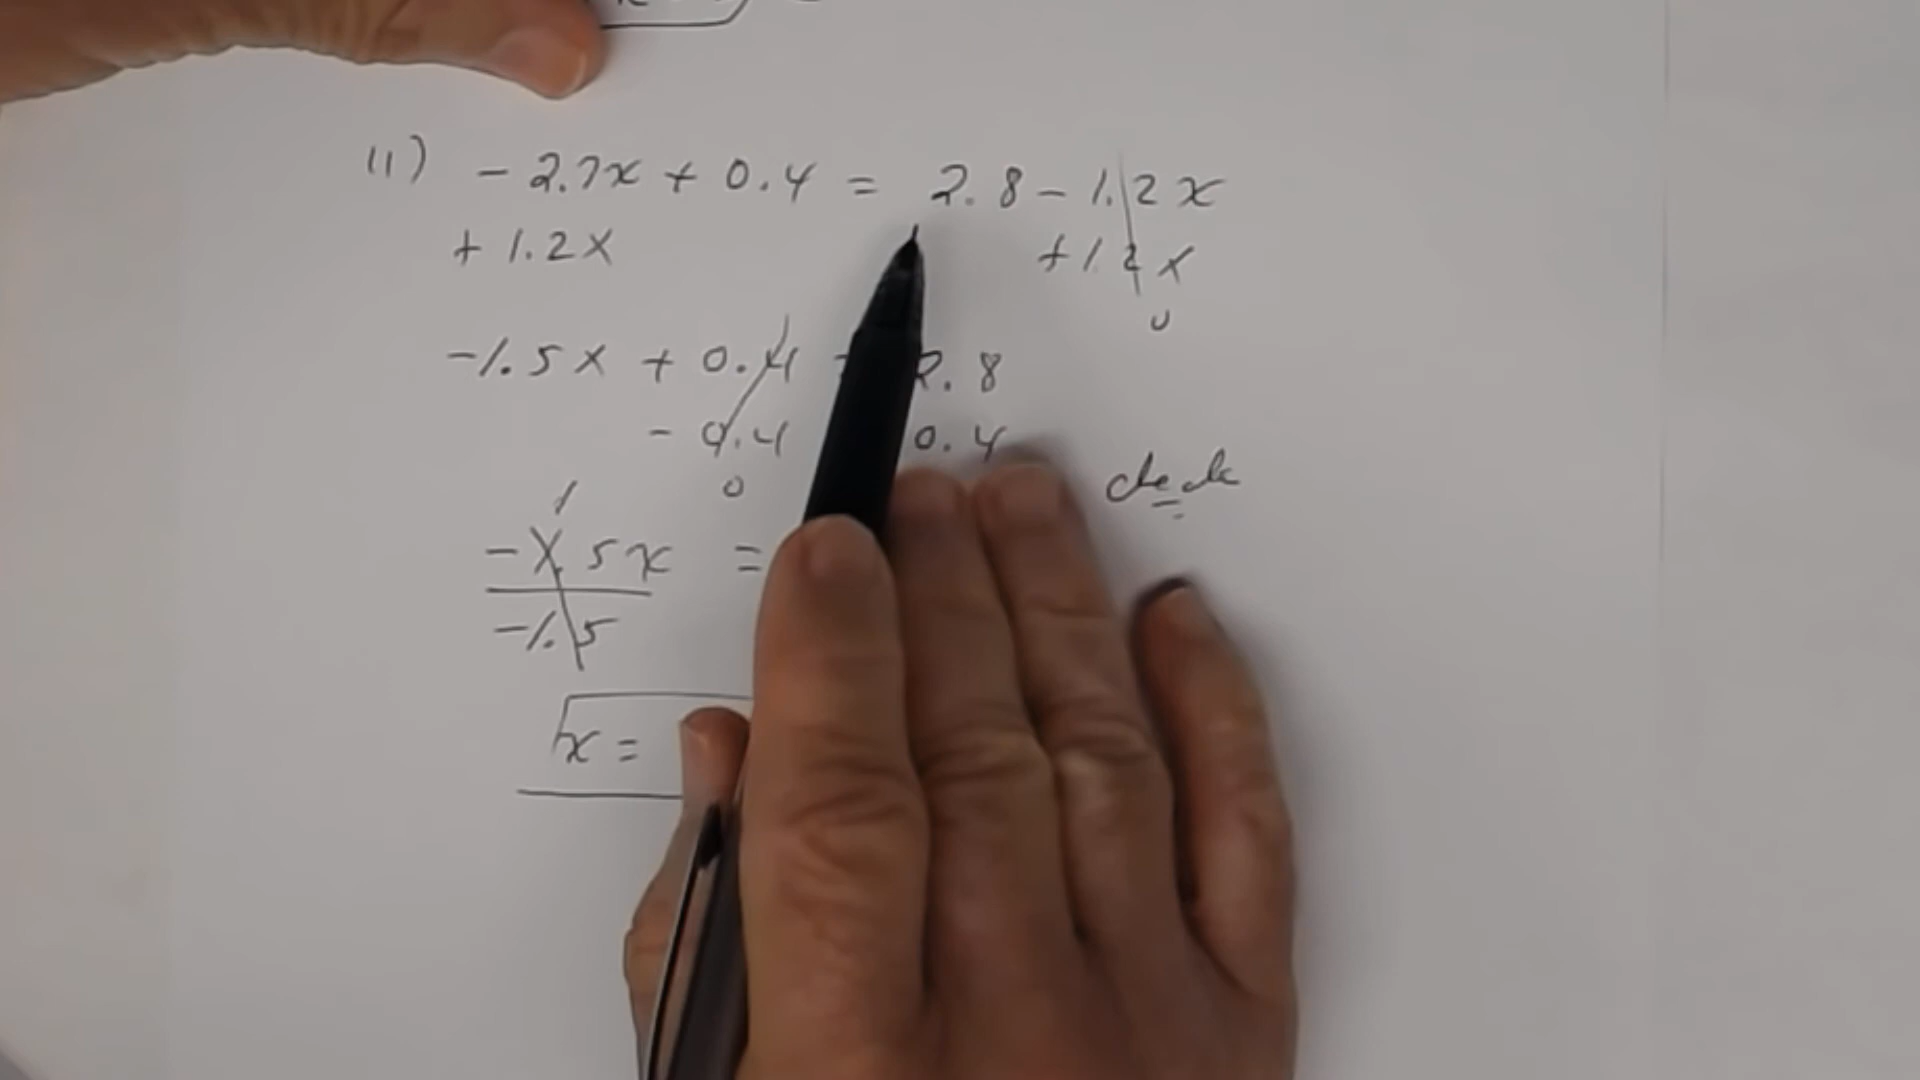 11) - 2.7x + 0.4 = 2.8 - 1.2x
+ 1.2x + 1.2x
0
-1.5x + 0.4 2.8
- 0.4 0.4
0 check
1
-1.5x =
-1.5
x =